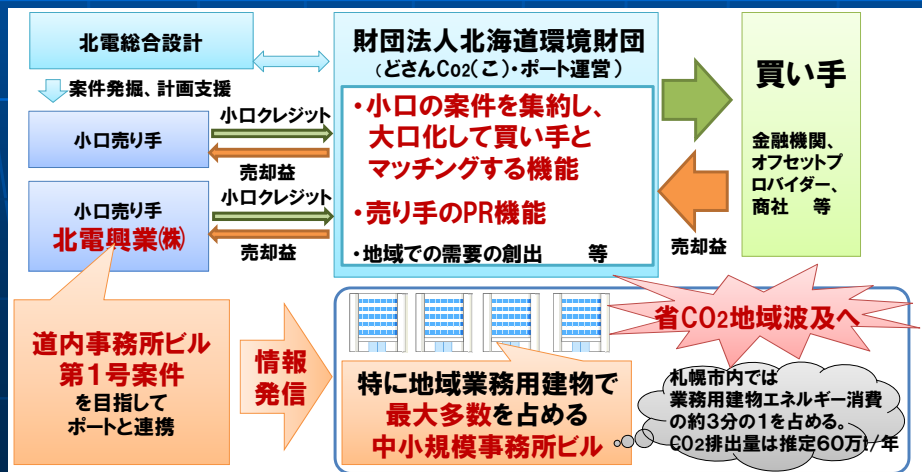 北電総合設計
案件発掘、計画支援
小口売り手
小口クレジット
売却益
小口売り手
北電興業㈱
小口クレジット
売却益
財団法人北海道環境財団
(どさんCo2(こ)・ポート運営)
・小口の案件を集約し、
大口化して買い手と
マッチングする機能
・売り手のPR機能
・地域での需要の創出 等
買い手
金融機関、
オフセットプ
ロバイダー、
商社 等
売却益
道内事務所ビル
第1号案件
を目指して
ポートと連携
情報
発信
省CO2地域波及へ
特に地域業務用建物で
最大多数を占める
中小規模事務所ビル
札幌市内では
業務用建物エネルギー消費
の約3分の1を占める。
CO2排出量は推定60万t/年